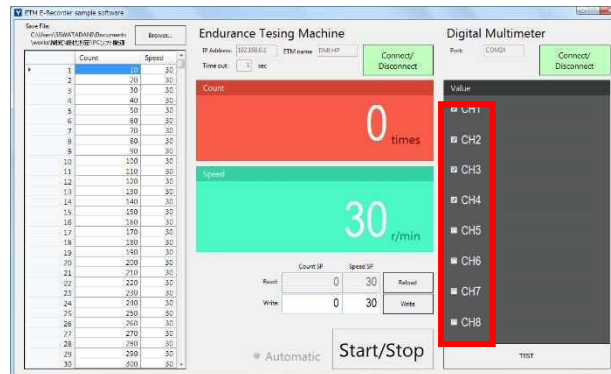 ETM E-Recorder sample software
Save File
Browse...
Count Speed
1 10 30
2 20 30
3 30 30
4 40 30
5 50 30
6 60 30
7 70 30
8 80 30
9 90 30
10 100 30
11 110 30
12 120 30
13 130 30
14 140 30
15 150 30
16 160 30
17 170 30
18 180 30
19 190 30
20 200 30
21 210 30
22 220 30
23 230 30
24 240 30
25 250 30
26 260 30
27 270 30
28 280 30
29 290 30
30 300 30
Endurance Tesing Machine
IP Address 192.168.0.1 ETM name
Time out 1 sec
Connect/
Disconnect
Count
0 times
Speed
30 r/min
Count SP Speed SP
Read 0 30 Reload
Write 0 30 Write
Automatic
Start/Stop
Digital Multimeter
Port
Connect/
Disconnect
Value
CH1
CH2
CH3
CH4
CH5
CH6
CH7
CH8
TEST